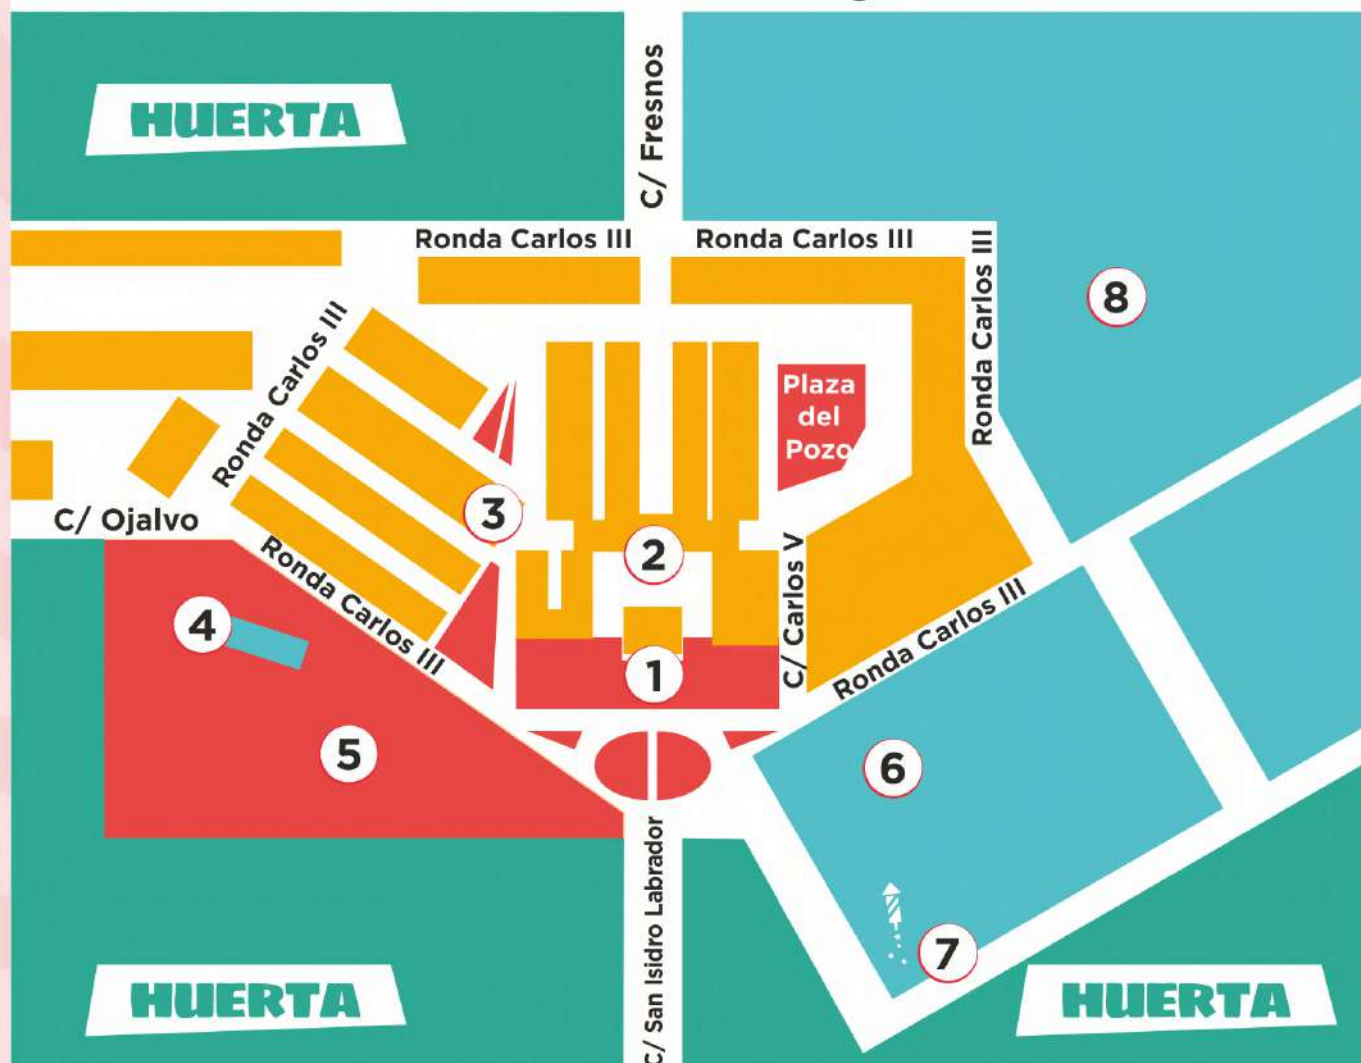 HUERTA
C/ Fresnos
Ronda Carlos III
Ronda Carlos III
Ronda Carlos III
8
Ronda Carlos III
Plaza
del
Pozo
3
C/ Ojalvo
2
Ronda Carlos III
C/ Carlos V
4
Ronda Carlos III
1
5
6
C/ San Isidro Labrador
7
HUERTA
HUERTA